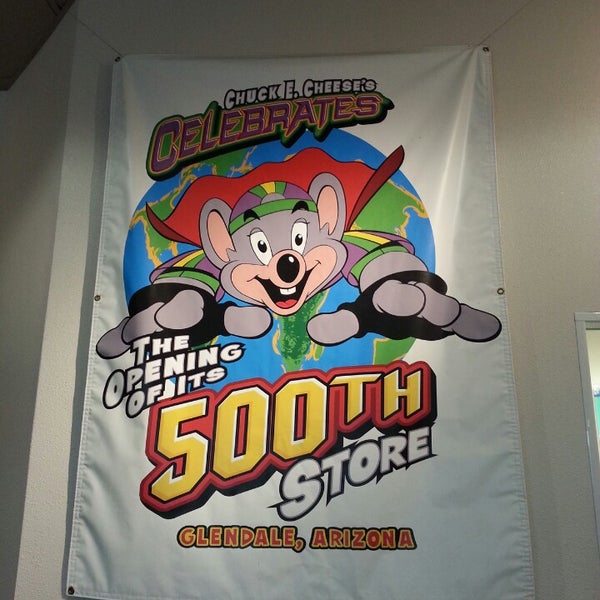 CHUCK E. CHEESE'S
CELEBRATES
THE
OPENING
OF ITS
500TH
STORE
GLENDALE, ARIZONA